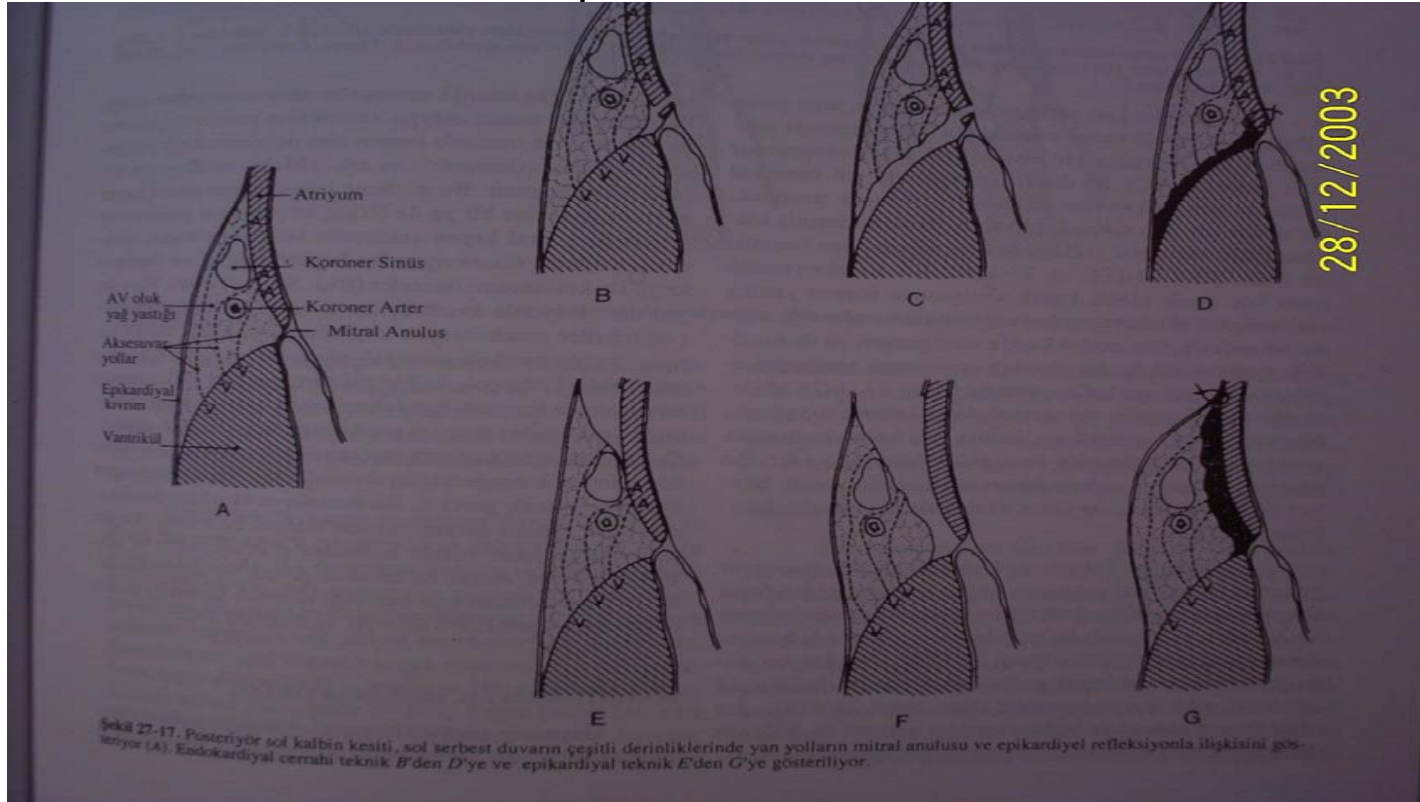 28/12/2003
B
C
D
Atriyum
Koroner Sinüs
AV oluk
yağ yastığı
Koroner Arter
Mitral Anulus
Aksesuvar
yollar
Epikardiyal
kıvrım
Vantrikül
A
E
F
G
Şekil 27-17. Posteriyör sol kalbin kesiti, sol serbest duvarın çeşitli derinliklerinde yan yolların mitral anulusu ve epikardiyel refleksiyonla ilişkisini gös-
teriyor (A). Endokardiyal cerrahi teknik B'den D'ye ve epikardiyal teknik E'den G'ye gösteriliyor.